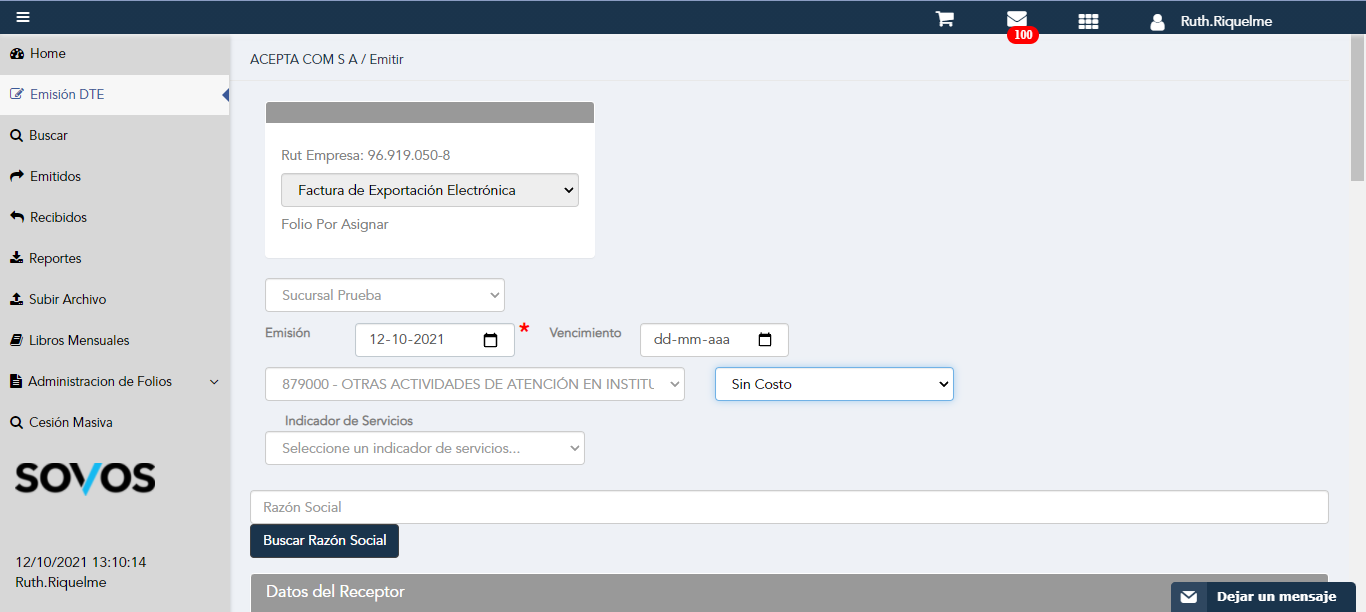 100
Ruth.Riquelme
Home
Emisión DTE
Buscar
Emitidos
Recibidos
Reportes
Subir Archivo
Libros Mensuales
Administracion de Folios
Cesión Masiva
SOVOS
12/10/2021 13:10:14
Ruth.Riquelme
ACEPTA COM S A / Emitir
Rut Empresa: 96.919.050-8
Factura de Exportación Electrónica
Folio Por Asignar
Sucursal Prueba
Emisión 12-10-2021 * Vencimiento dd-mm-aaa
879000 - OTRAS ACTIVIDADES DE ATENCIÓN EN INSTITU Sin Costo
Indicador de Servicios
Seleccione un indicador de servicios...
Razón Social
Buscar Razón Social
Datos del Receptor
Dejar un mensaje